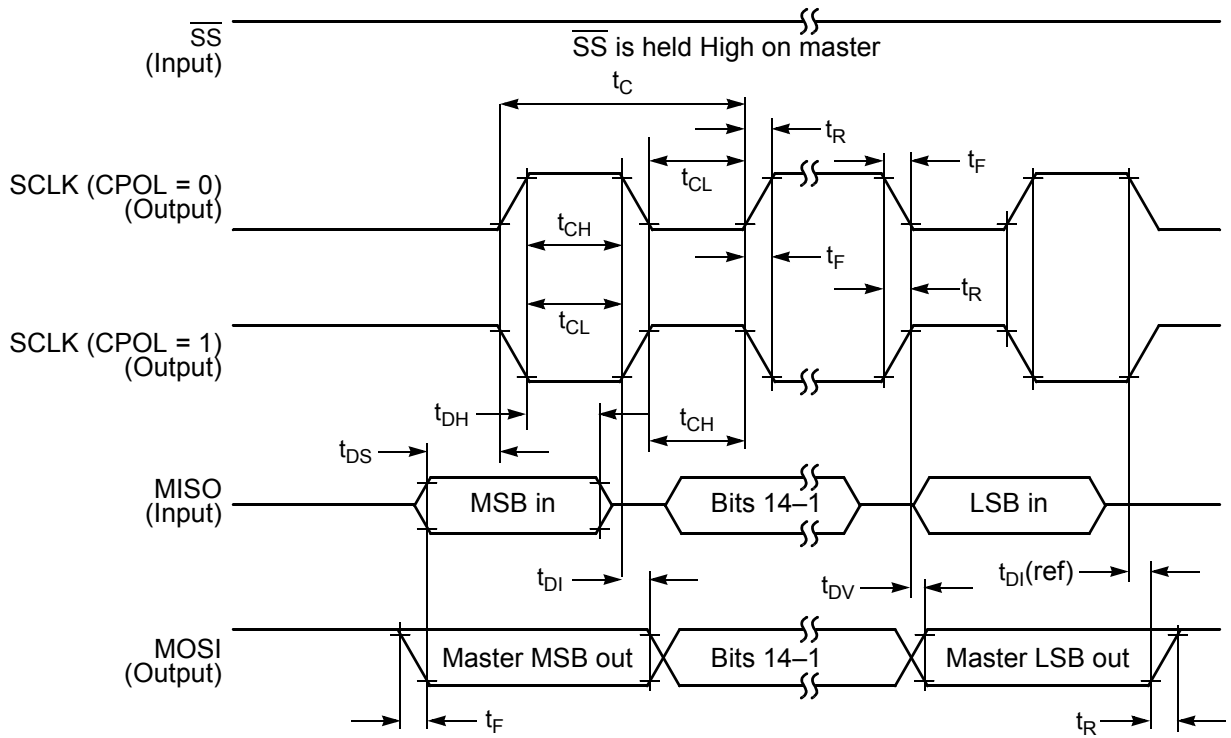 SS
(Input)
SS is held High on master
tC
tR
tF
SCLK (CPOL = 0)
(Output)
tCL
tCH
tF
tR
tCL
SCLK (CPOL = 1)
(Output)
tDH
tCH
tDS
MISO
(Input)
MSB in
Bits 14–1
LSB in
tDI
tDV
tDI(ref)
MOSI
(Output)
Master MSB out
Bits 14–1
Master LSB out
tF
tR